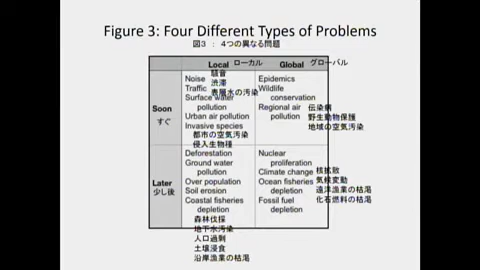 Figure 3: Four Different Types of Problems
図３ ： ４つの異なる問題
Local ローカル
Global グローバル
Soon
すぐ
Noise 騒音
Traffic 渋滞
Surface water
pollution
表層水の汚染
Urban air pollution
Invasive species
都市の空気汚染
侵入生物種
Epidemics
Wildlife
conservation
Regional air
pollution
伝染病
野生動物保護
地域の空気汚染
Later
少し後
Deforestation
Ground water
pollution
Over population
Soil erosion
Coastal fisheries
depletion
森林伐採
地下水汚染
人口過剰
土壌浸食
沿岸漁業の枯渇
Nuclear
proliferation
Climate change
Ocean fisheries
depletion
Fossil fuel
depletion
核拡散
気候変動
遠洋漁業の枯渇
化石燃料の枯渇